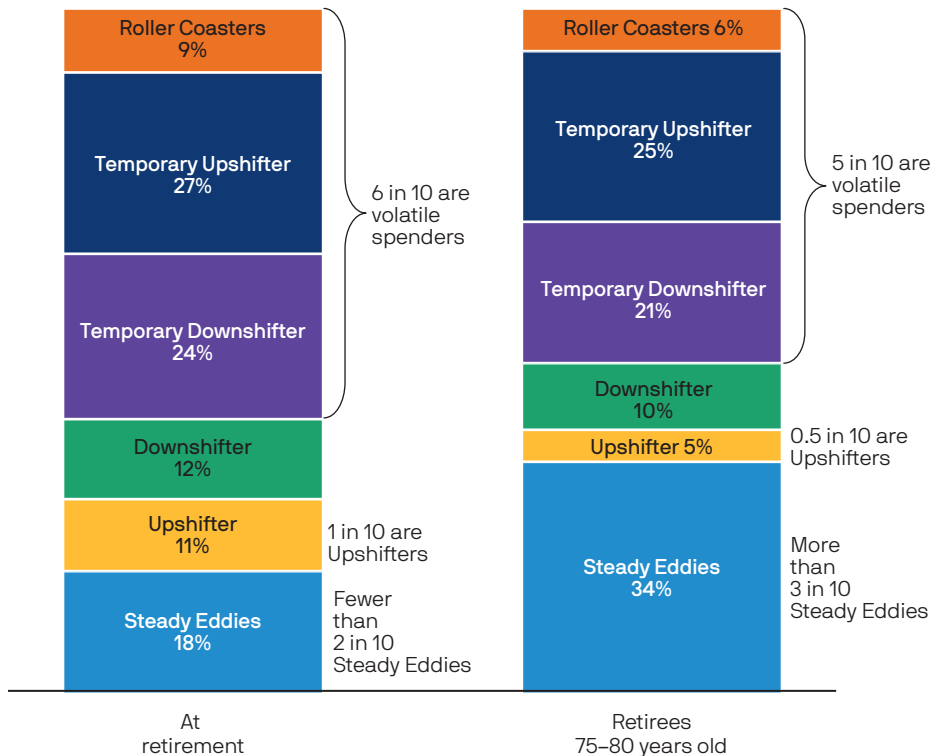 Roller Coasters
9%
Temporary Upshifter
27%
Temporary Downshifter
24%
6 in 10 are
volatile
spenders
Downshifter
12%
Upshifter
11%
1 in 10 are
Upshifters
Steady Eddies
18%
Fewer
than
2 in 10
Steady Eddies
At
retirement
Roller Coasters 6%
Temporary Upshifter
25%
Temporary Downshifter
21%
5 in 10 are
volatile
spenders
Downshifter
10%
Upshifter 5%
0.5 in 10 are
Upshifters
Steady Eddies
34%
More
than
3 in 10
Steady Eddies
Retirees
75–80 years old